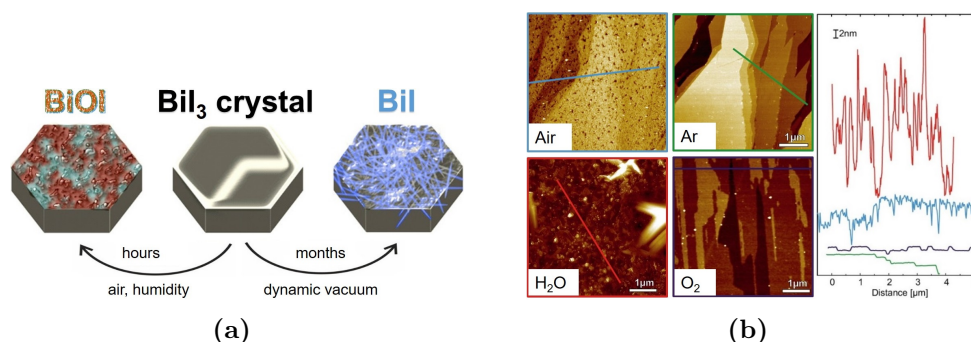 BiOI
BiI₃ crystal
BiI
hours
months
air, humidity
dynamic vacuum
(a)
Air
Ar
1μm
H₂O
1μm
O₂
1μm
2nm
0 1 2 3 4
Distance [μm]
(b)